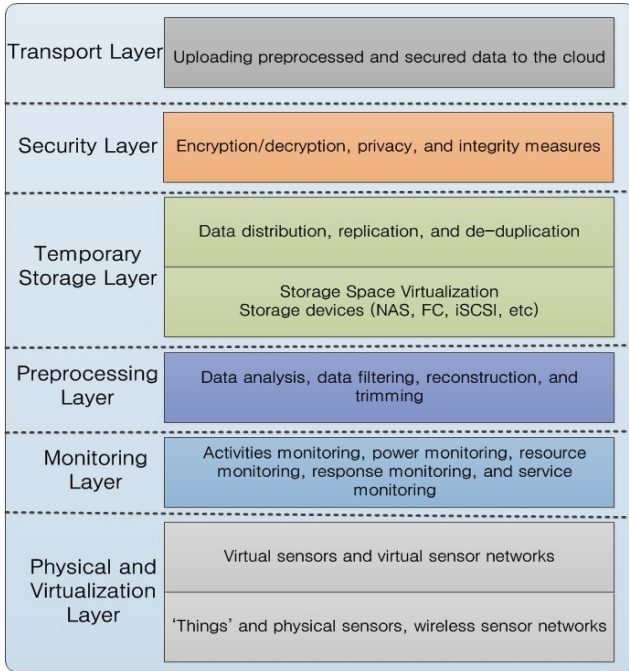 Transport Layer
Uploading preprocessed and secured data to the cloud
Security Layer
Encryption/decryption, privacy, and integrity measures
Temporary
Storage Layer
Data distribution, replication, and de-duplication
Storage Space Virtualization
Storage devices (NAS, FC, iSCSI, etc)
Preprocessing
Layer
Data analysis, data filtering, reconstruction, and
trimming
Monitoring
Layer
Activities monitoring, power monitoring, resource
monitoring, response monitoring, and service
monitoring
Physical and
Virtualization
Layer
Virtual sensors and virtual sensor networks
‘Things’ and physical sensors, wireless sensor networks